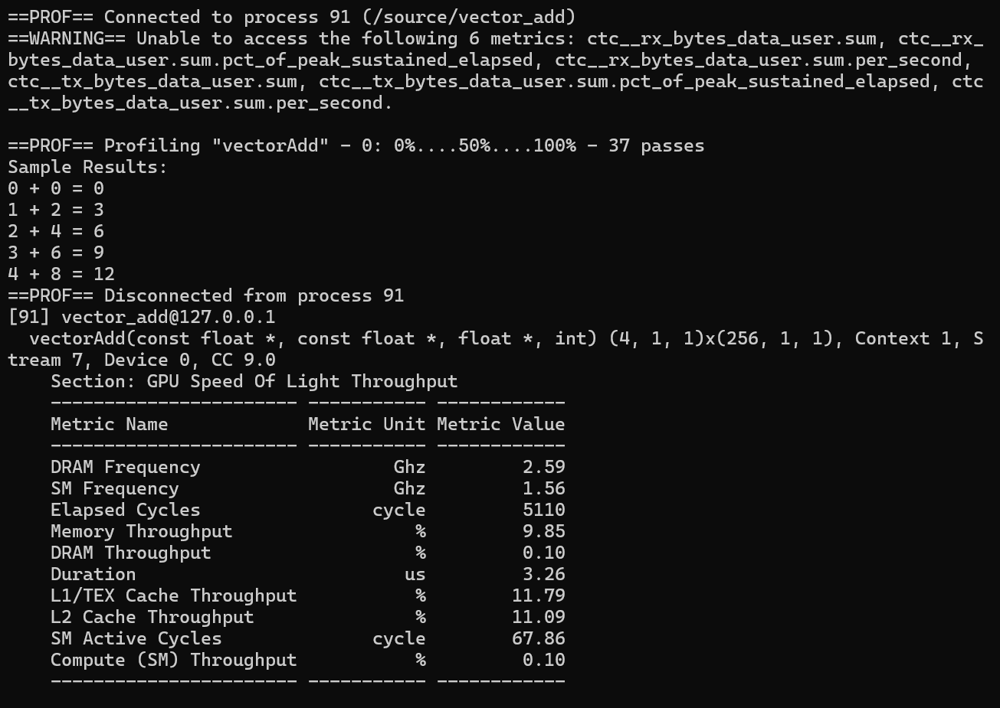 ==PROF== Connected to process 91 (/source/vector_add)
==WARNING== Unable to access the following 6 metrics: ctc__rx_bytes_data_user.sum, ctc__rx_
bytes_data_user.sum.pct_of_peak_sustained_elapsed, ctc__rx_bytes_data_user.sum.per_second,
ctc__tx_bytes_data_user.sum, ctc__tx_bytes_data_user.sum.pct_of_peak_sustained_elapsed, ctc
__tx_bytes_data_user.sum.per_second.

==PROF== Profiling "vectorAdd" - 0: 0%....50%....100% - 37 passes
Sample Results:
0 + 0 = 0
1 + 2 = 3
2 + 4 = 6
3 + 6 = 9
4 + 8 = 12
==PROF== Disconnected from process 91
[91] vector_add@127.0.0.1
  vectorAdd(const float *, const float *, float *, int) (4, 1, 1)x(256, 1, 1), Context 1, S
tream 7, Device 0, CC 9.0
    Section: GPU Speed Of Light Throughput
    ----------------------- ----------- ------------
    Metric Name             Metric Unit Metric Value
    ----------------------- ----------- ------------
    DRAM Frequency                  Ghz         2.59
    SM Frequency                    Ghz         1.56
    Elapsed Cycles                cycle         5110
    Memory Throughput                 %         9.85
    DRAM Throughput                   %         0.10
    Duration                         us         3.26
    L1/TEX Cache Throughput           %        11.79
    L2 Cache Throughput               %        11.09
    SM Active Cycles              cycle        67.86
    Compute (SM) Throughput           %         0.10
    ----------------------- ----------- ------------